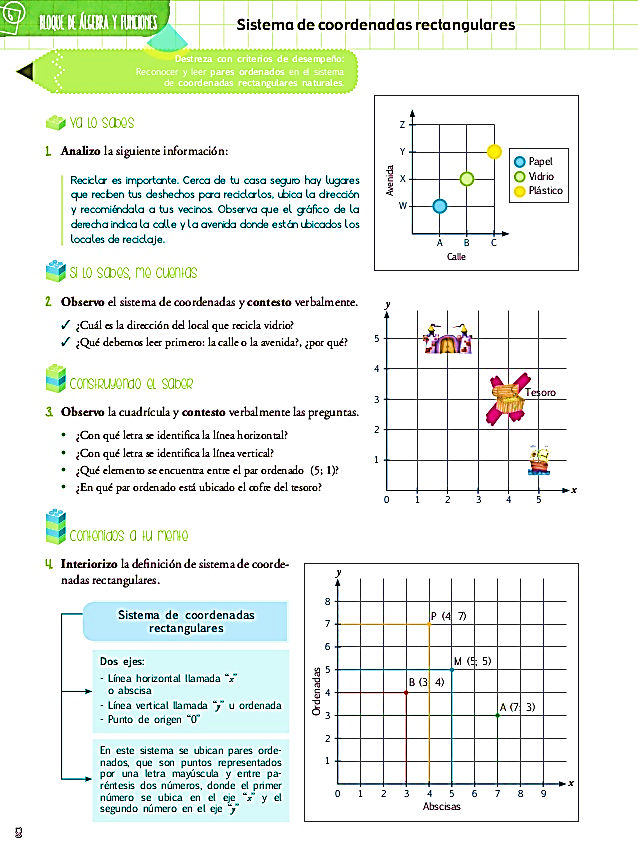 BLOQUE DE ÁLGEBRA Y FUNCIONES
Sistema de coordenadas rectangulares
Destreza con criterios de desempeño:
Reconocer y leer pares ordenados en el sistema
de coordenadas rectangulares naturales.
Ya lo sabes
1. Analizo la siguiente información:
Reciclar es importante. Cerca de tu casa seguro hay lugares
que reciben tus deshechos para reciclarlos, ubica la dirección
y recomiéndala a tus vecinos. Observa que el gráfico de la
derecha indica la calle y la avenida donde están ubicados los
locales de reciclaje.
Avenida
Z
Y
X
W
A B C
Calle
Papel
Vidrio
Plástico
Si lo sabes, me cuentas
2. Observo el sistema de coordenadas y contesto verbalmente.
✓ ¿Cuál es la dirección del local que recicla vidrio?
✓ ¿Qué debemos leer primero: la calle o la avenida?, ¿por qué?
Construyendo el saber
3. Observo la cuadrícula y contesto verbalmente las preguntas.
• ¿Con qué letra se identifica la línea horizontal?
• ¿Con qué letra se identifica la línea vertical?
• ¿Qué elemento se encuentra entre el par ordenado (5; 1)?
• ¿En qué par ordenado está ubicado el cofre del tesoro?
y
5
4
3
2
1
Tesoro
0 1 2 3 4 5 x
Contenidos a tu mente
4. Interiorizo la definición de sistema de coorde-
nadas rectangulares.
Sistema de coordenadas
rectangulares
Dos ejes:
- Línea horizontal llamada “x”
o abscisa
- Línea vertical llamada “y” u ordenada
- Punto de origen “0”
En este sistema se ubican pares orde-
nados, que son puntos representados
por una letra mayúscula y entre pa-
réntesis dos números, donde el primer
número se ubica en el eje “x” y el
segundo número en el eje “y”
y
Ordenadas
8
7
6
5
4
3
2
1
P (4; 7)
M (5; 5)
B (3; 4)
A (7; 3)
0 1 2 3 4 5 6 7 8 9 x
Abscisas